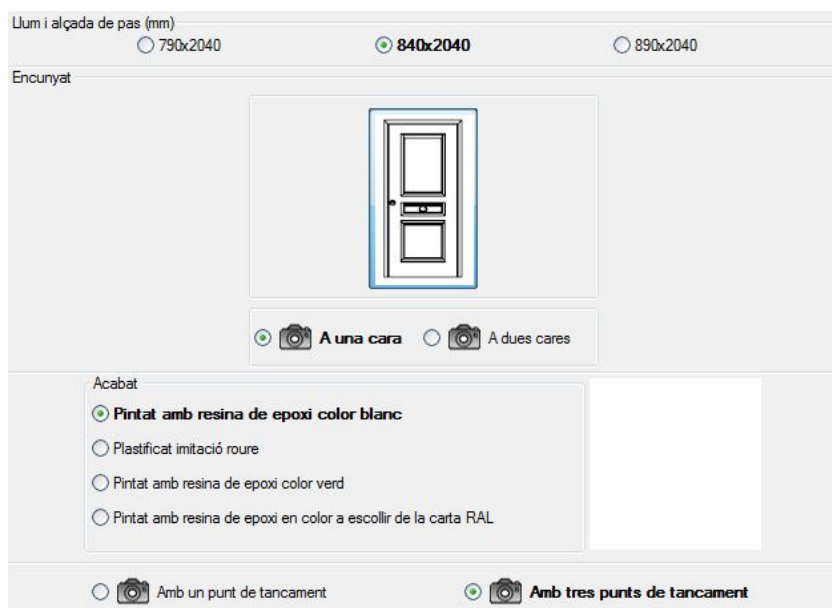 Llum i alçada de pas (mm)
790x2040 840x2040 890x2040
Encunyat
A una cara A dues cares
Acabat
Pintat amb resina de epoxi color blanc
Plastificat imitació roure
Pintat amb resina de epoxi color verd
Pintat amb resina de epoxi en color a escollir de la carta RAL
Amb un punt de tancament Amb tres punts de tancament